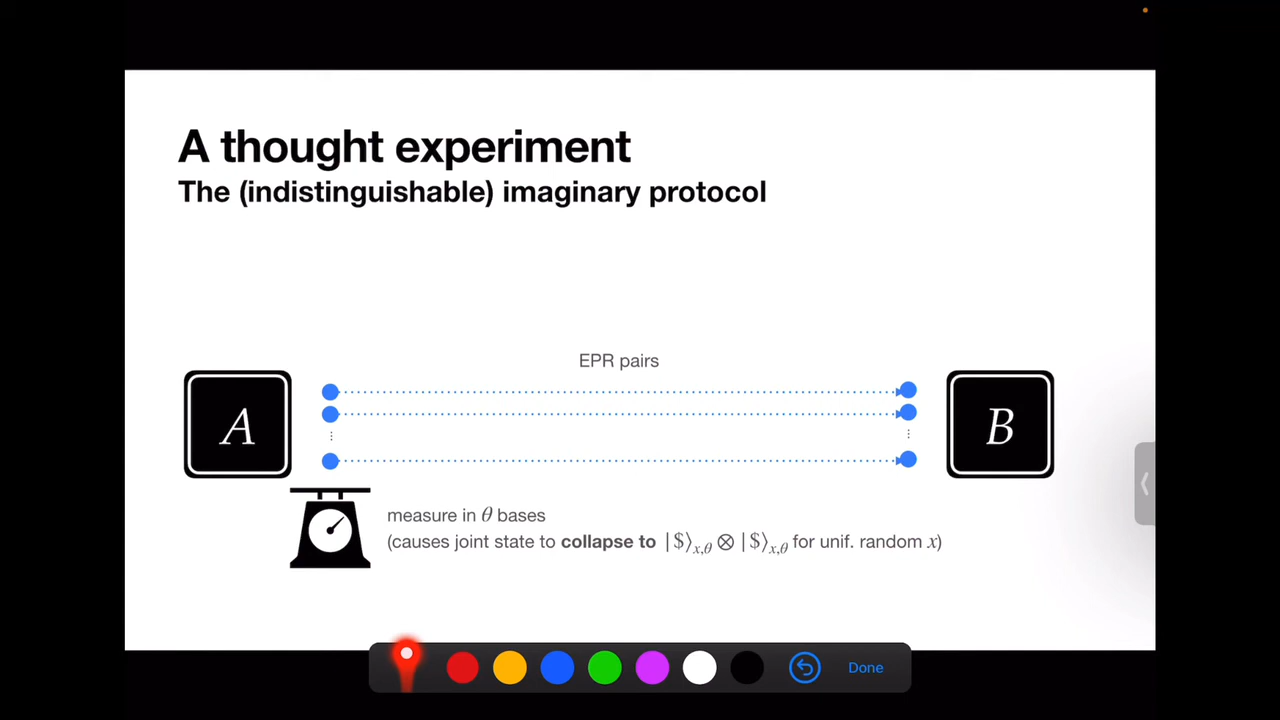 A thought experiment
The (indistinguishable) imaginary protocol
EPR pairs
A
B
measure in θ bases
(causes joint state to collapse to |$⟩x,θ ⊗ |$⟩x,θ for unif. random x)
Done